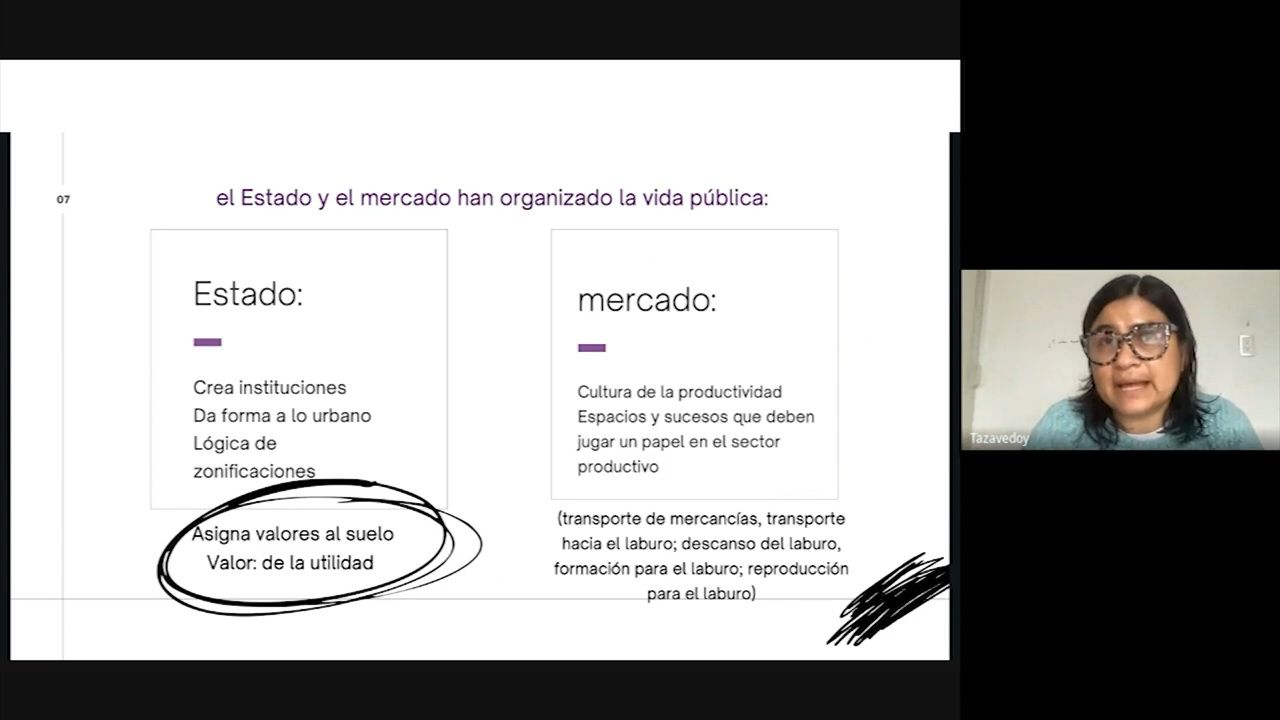 07
el Estado y el mercado han organizado la vida pública:
Estado:
Crea instituciones
Da forma a lo urbano
Lógica de
zonificaciones
Asigna valores al suelo
Valor: de la utilidad
mercado:
Cultura de la productividad
Espacios y sucesos que deben
jugar un papel en el sector
productivo
(transporte de mercancías, transporte
hacia el laburo; descanso del laburo,
formación para el laburo; reproducción
para el laburo)
Tazavedoy